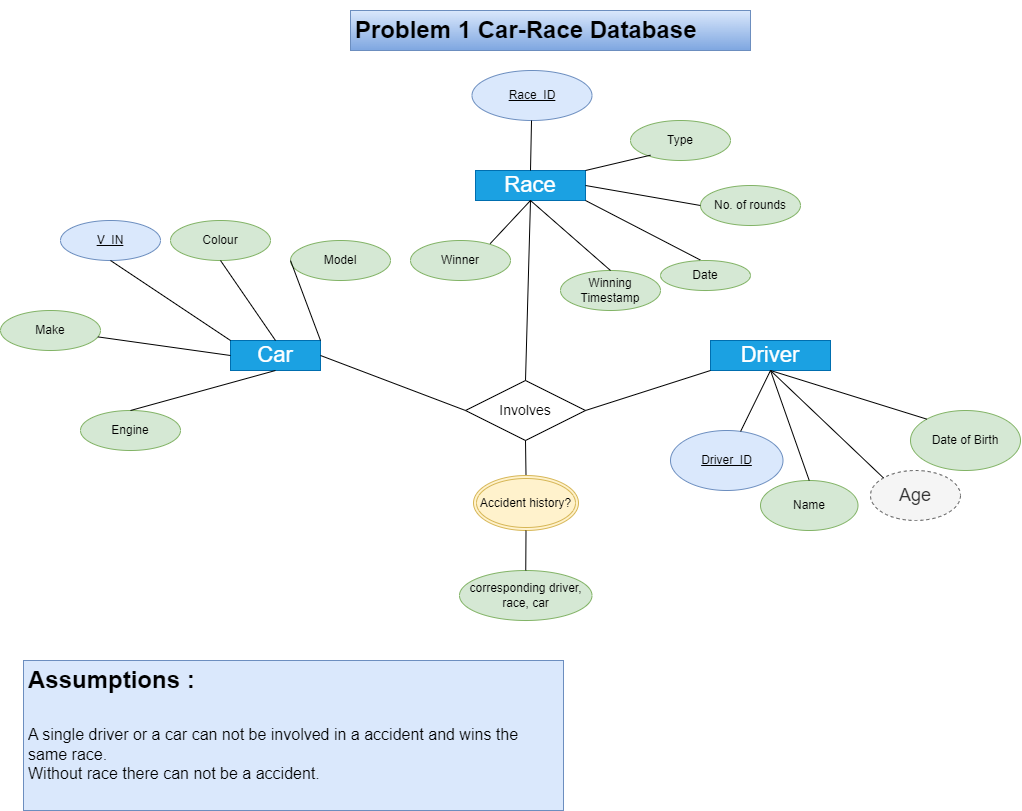 Problem 1 Car-Race Database
Race_ID
Type
Race
No. of rounds
V_IN
Colour
Model
Winner
Winning
Timestamp
Date
Make
Car
Driver
Involves
Engine
Driver_ID
Date of Birth
Name
Age
Accident history?
corresponding driver,
race, car
Assumptions :
A single driver or a car can not be involved in a accident and wins the
same race.
Without race there can not be a accident.